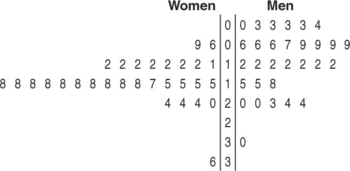 Women Men
0 0 3 3 3 3 4
9 6 0 6 6 6 7 9 9 9 9
2 2 2 2 2 2 2 1 1 2 2 2 2 2 2 2
8 8 8 8 8 8 8 8 8 8 7 5 5 5 5 1 5 5 8
4 4 4 0 2 0 0 3 4 4
2
3 0
6 3